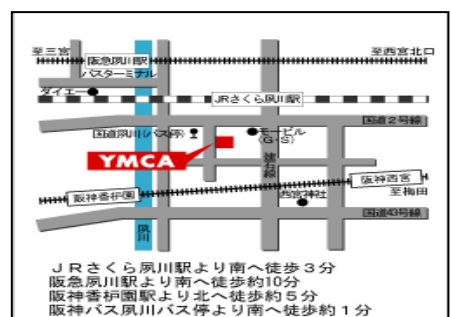 至三宮
阪急夙川駅
至西宮北口
バスターミナル
ダイエー
JRさくら夙川駅
国道2号線
国道夙川(バス停)
モービル
(G・S)
YMCA
建石線
阪神西宮
至梅田
阪神香枦園
西宮神社
国道43号線
夙川
JRさくら夙川駅より南へ徒歩3分
阪急夙川駅より南へ徒歩約10分
阪神香枦園駅より北へ徒歩約5分
阪神バス夙川バス停より南へ徒歩約1分